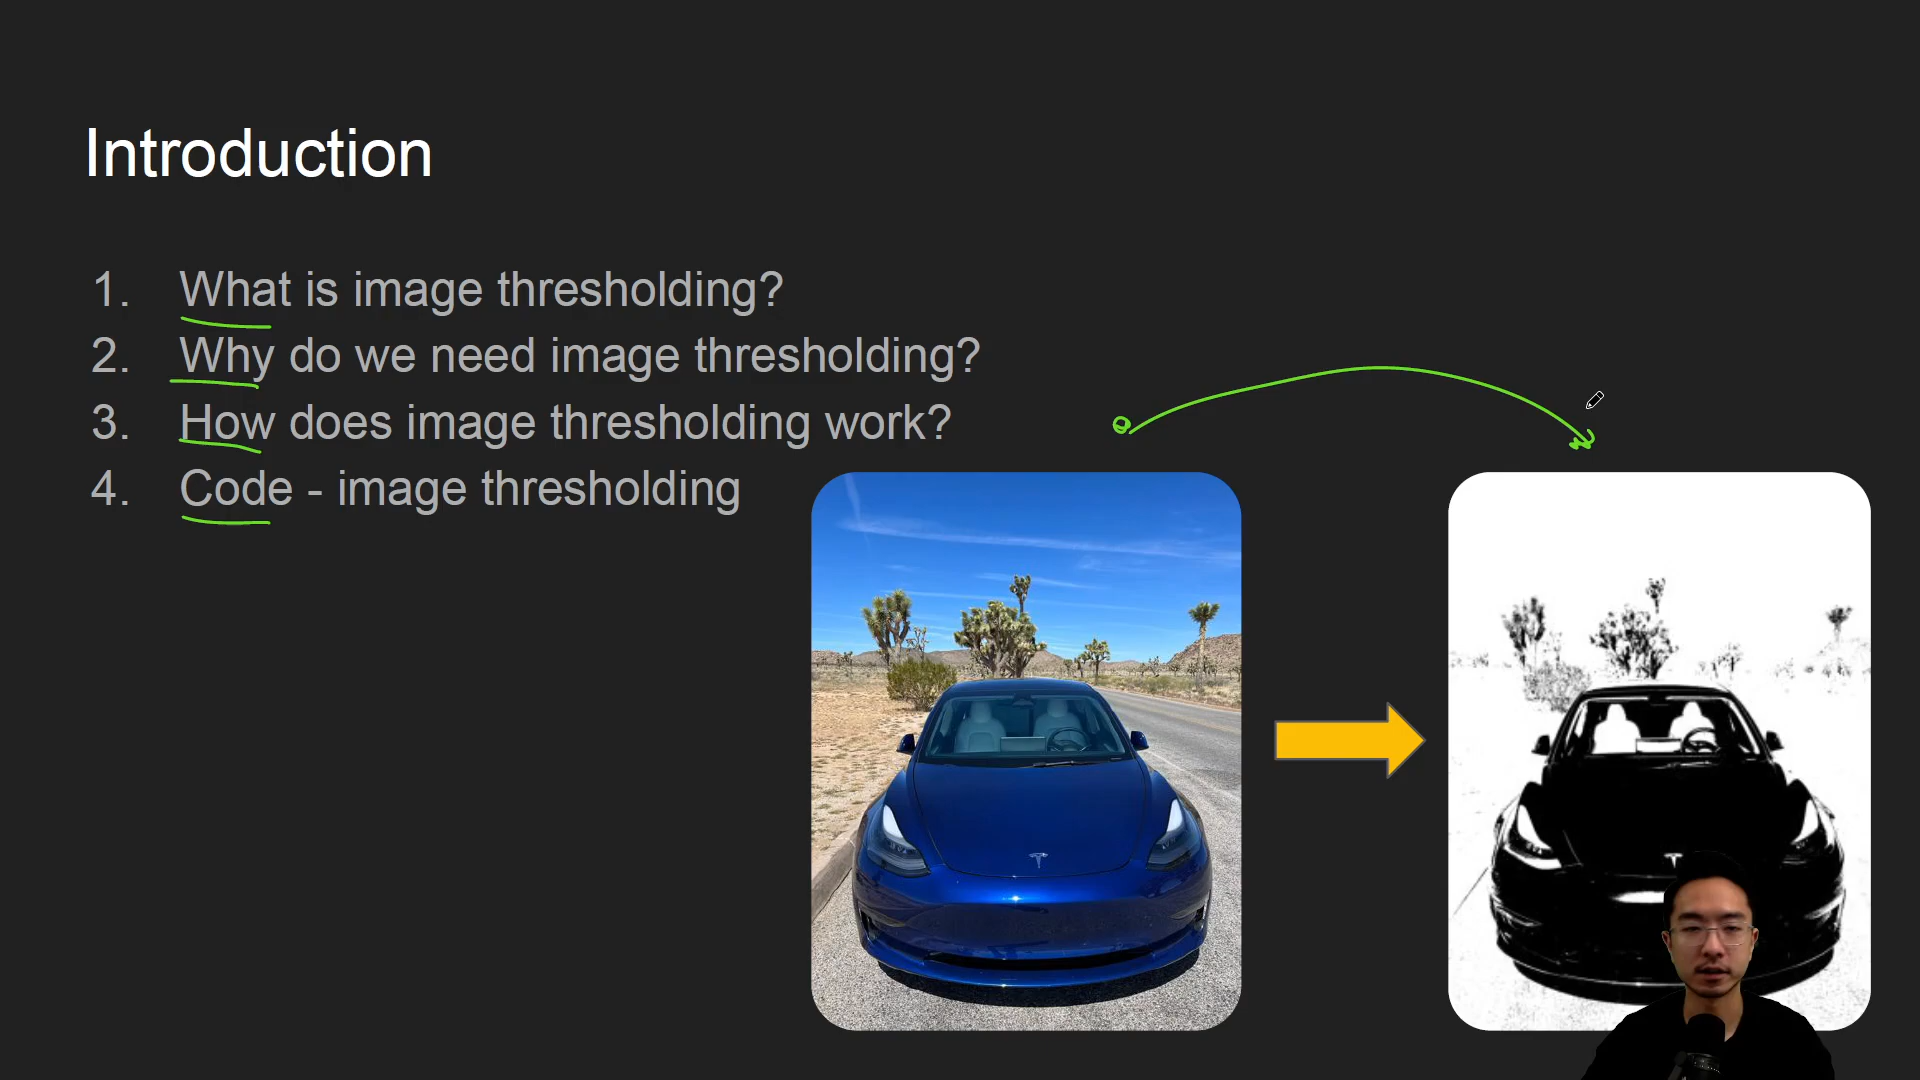 Introduction
1. What is image thresholding?
2. Why do we need image thresholding?
3. How does image thresholding work?
4. Code - image thresholding